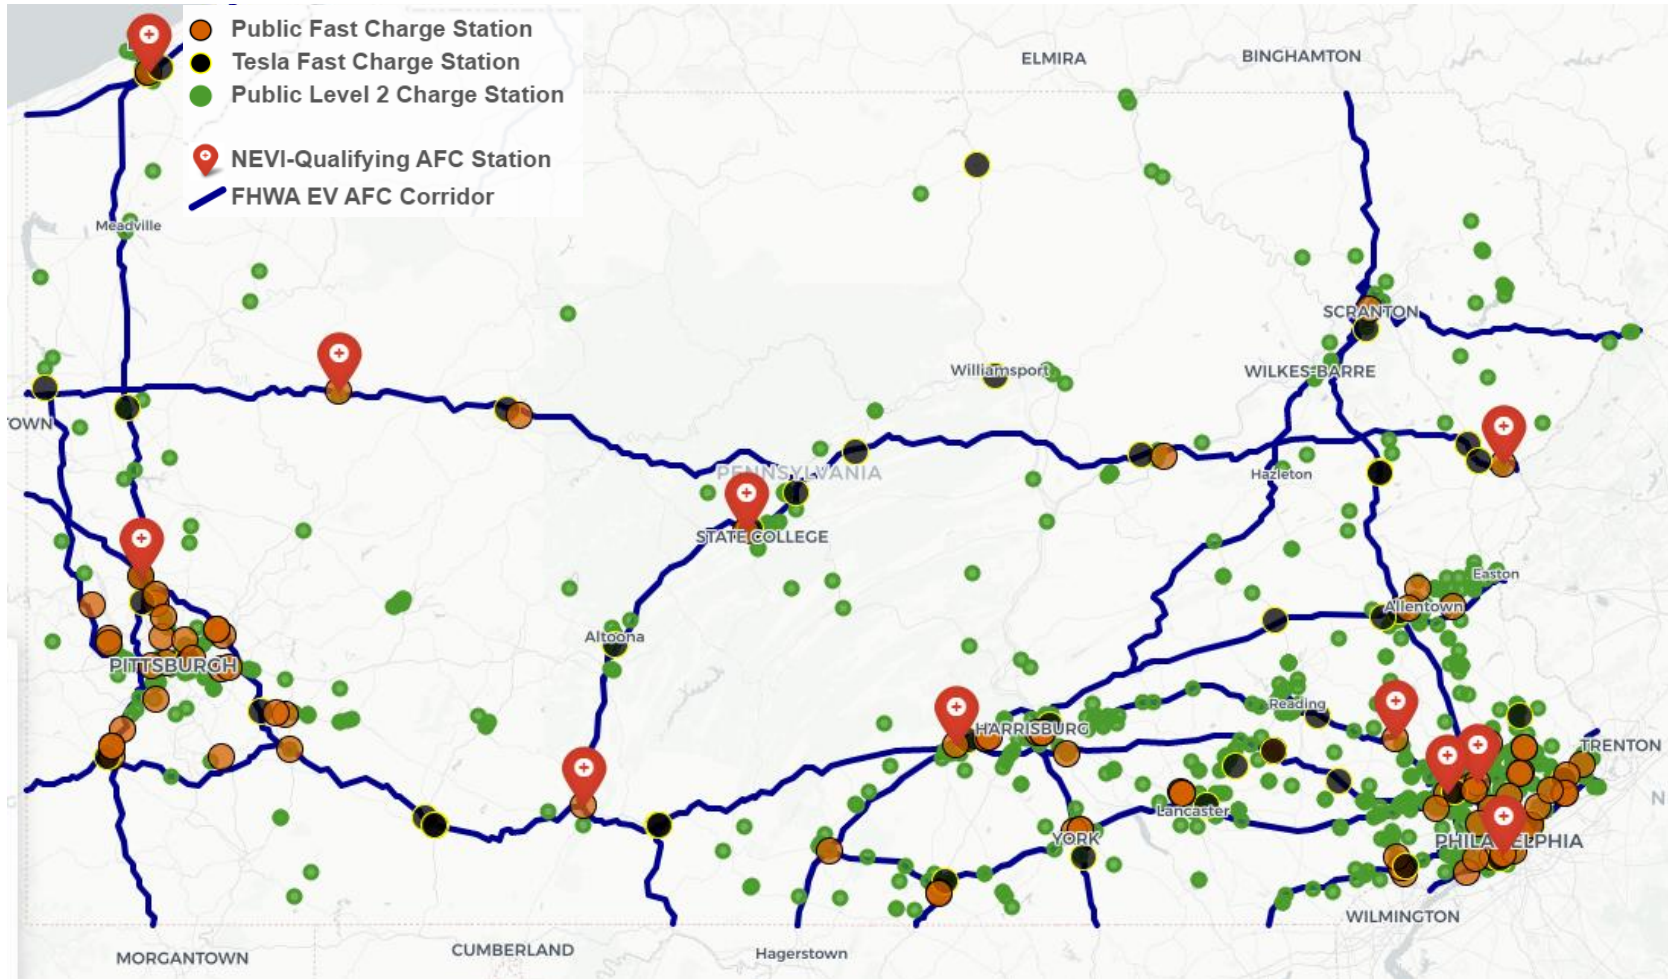 Public Fast Charge Station
Tesla Fast Charge Station
Public Level 2 Charge Station
NEVI-Qualifying AFC Station
FHWA EV AFC Corridor
ELMIRA
BINGHAMTON
Meadville
SCRANTON
Williamsport
WILKES-BARRE
TOWN
PENNSYLVANIA
Hazleton
STATE COLLEGE
Easton
Allentown
Altoona
PITTSBURGH
Reading
HARRISBURG
TRENTON
N
Lancaster
YORK
PHILADELPHIA
WILMINGTON
CUMBERLAND
Hagerstown
MORGANTOWN